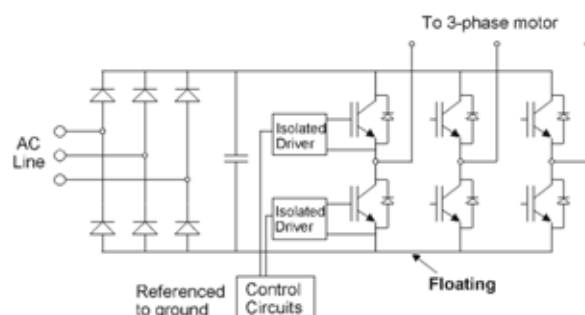 To 3-phase motor
AC
Line
Isolated
Driver
Isolated
Driver
Floating
Referenced
to ground
Control
Circuits